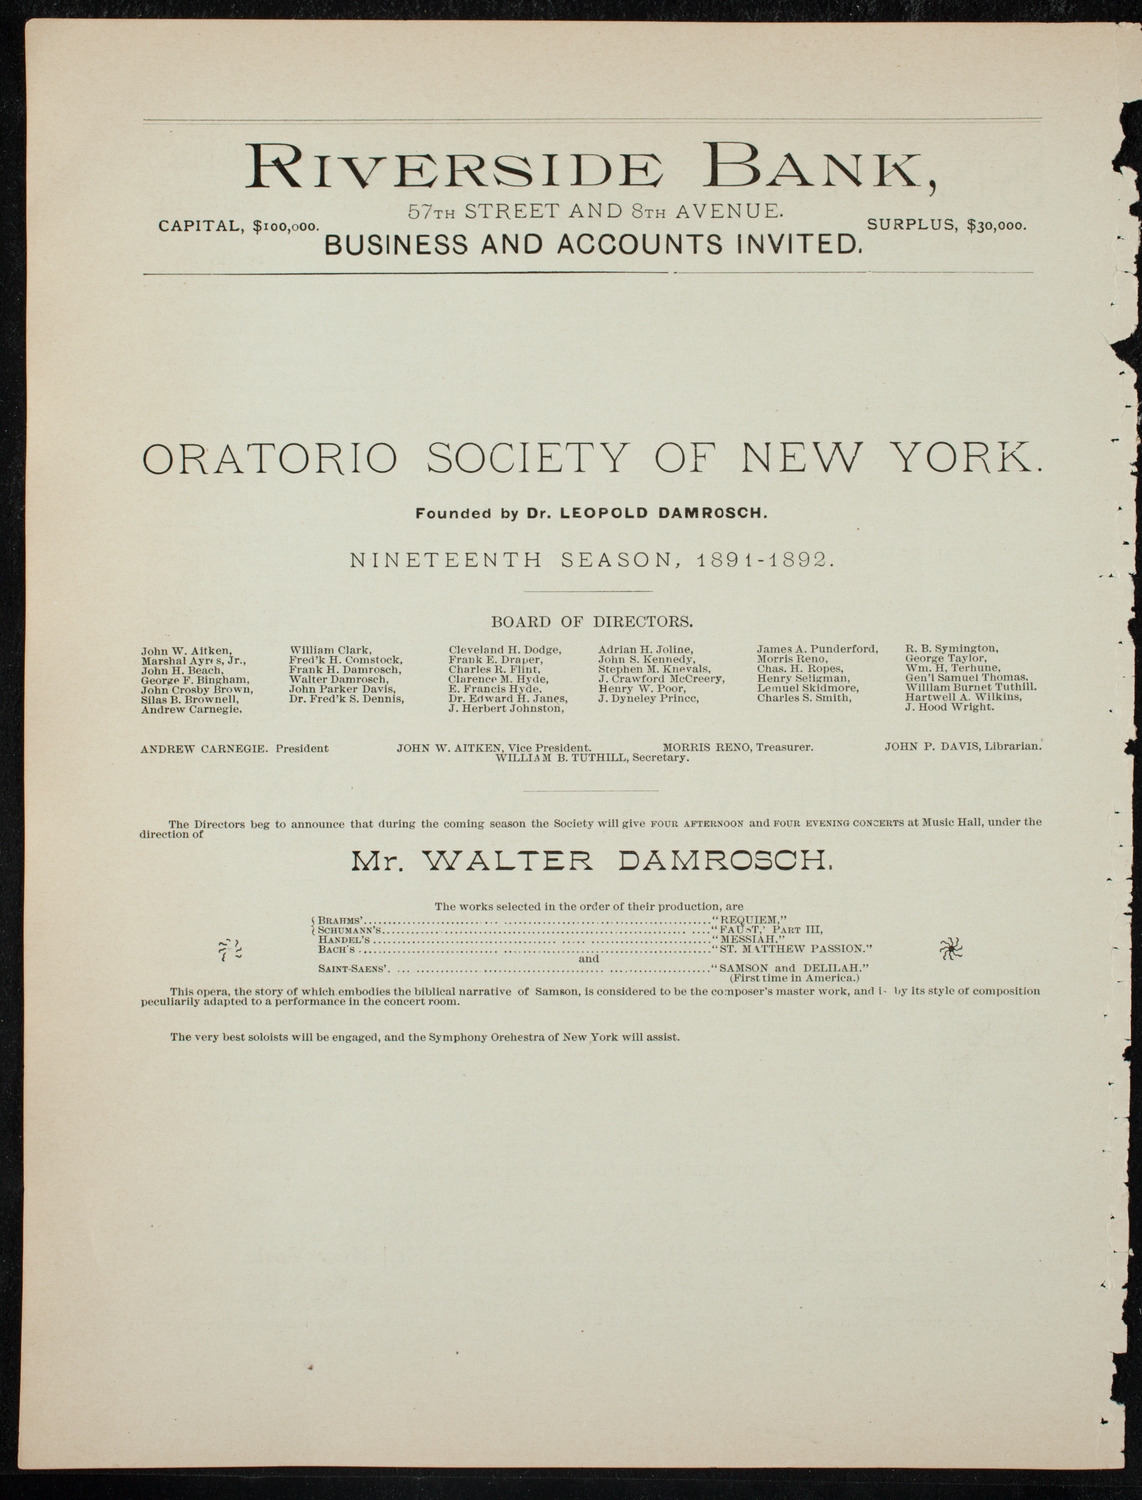 RIVERSIDE BANK,
57TH STREET AND 8TH AVENUE.
CAPITAL, $100,000.
SURPLUS, $30,000.
BUSINESS AND ACCOUNTS INVITED.
ORATORIO SOCIETY OF NEW YORK.
Founded by Dr. LEOPOLD DAMROSCH.
NINETEENTH SEASON, 1891-1892.
BOARD OF DIRECTORS.
John W. Aitken,
Marshal Ayres, Jr.,
John H. Beach,
George F. Bingham,
John Crosby Brown,
Silas B. Brownell,
Andrew Carnegie,
William Clark,
Fred'k H. Comstock,
Frank H. Damrosch,
Walter Damrosch,
John Parker Davis,
Dr. Fred'k S. Dennis,
Cleveland H. Dodge,
Frank E. Draper,
Charles R. Flint,
Clarence M. Hyde,
E. Francis Hyde,
Dr. Edward H. Janes,
J. Herbert Johnston,
Adrian H. Joline,
John S. Kennedy,
Stephen M. Knevals,
J. Crawford McCreery,
Henry W. Poor,
J. Dyneley Prince,
James A. Punderford,
Morris Reno,
Chas. H. Ropes,
Henry Seligman,
Lemuel Skidmore,
Charles S. Smith,
R. B. Symington,
George Taylor,
Wm. H. Terhune,
Gen'l Samuel Thomas,
William Burnet Tuthill.
Hartwell A. Wilkins,
J. Hood Wright.
ANDREW CARNEGIE. President JOHN W. AITKEN, Vice President. MORRIS RENO, Treasurer. JOHN P. DAVIS, Librarian.
WILLIAM B. TUTHILL, Secretary.
The Directors beg to announce that during the coming season the Society will give FOUR AFTERNOON and FOUR EVENING CONCERTS at Music Hall, under the
direction of
Mr. WALTER DAMROSCH.
The works selected in the order of their production, are
BRAHMS'........"REQUIEM,"
SCHUMANN'S........"FAUST,' PART III,
HANDEL'S........"MESSIAH."
BACH'S........"ST. MATTHEW PASSION."
and
SAINT-SAENS'........"SAMSON and DELILAH."
(First time in America.)
This opera, the story of which embodies the biblical narrative of Samson, is considered to be the composer's master work, and i- by its style of composition
peculiarily adapted to a performance in the concert room.
The very best soloists will be engaged, and the Symphony Orehestra of New York will assist.